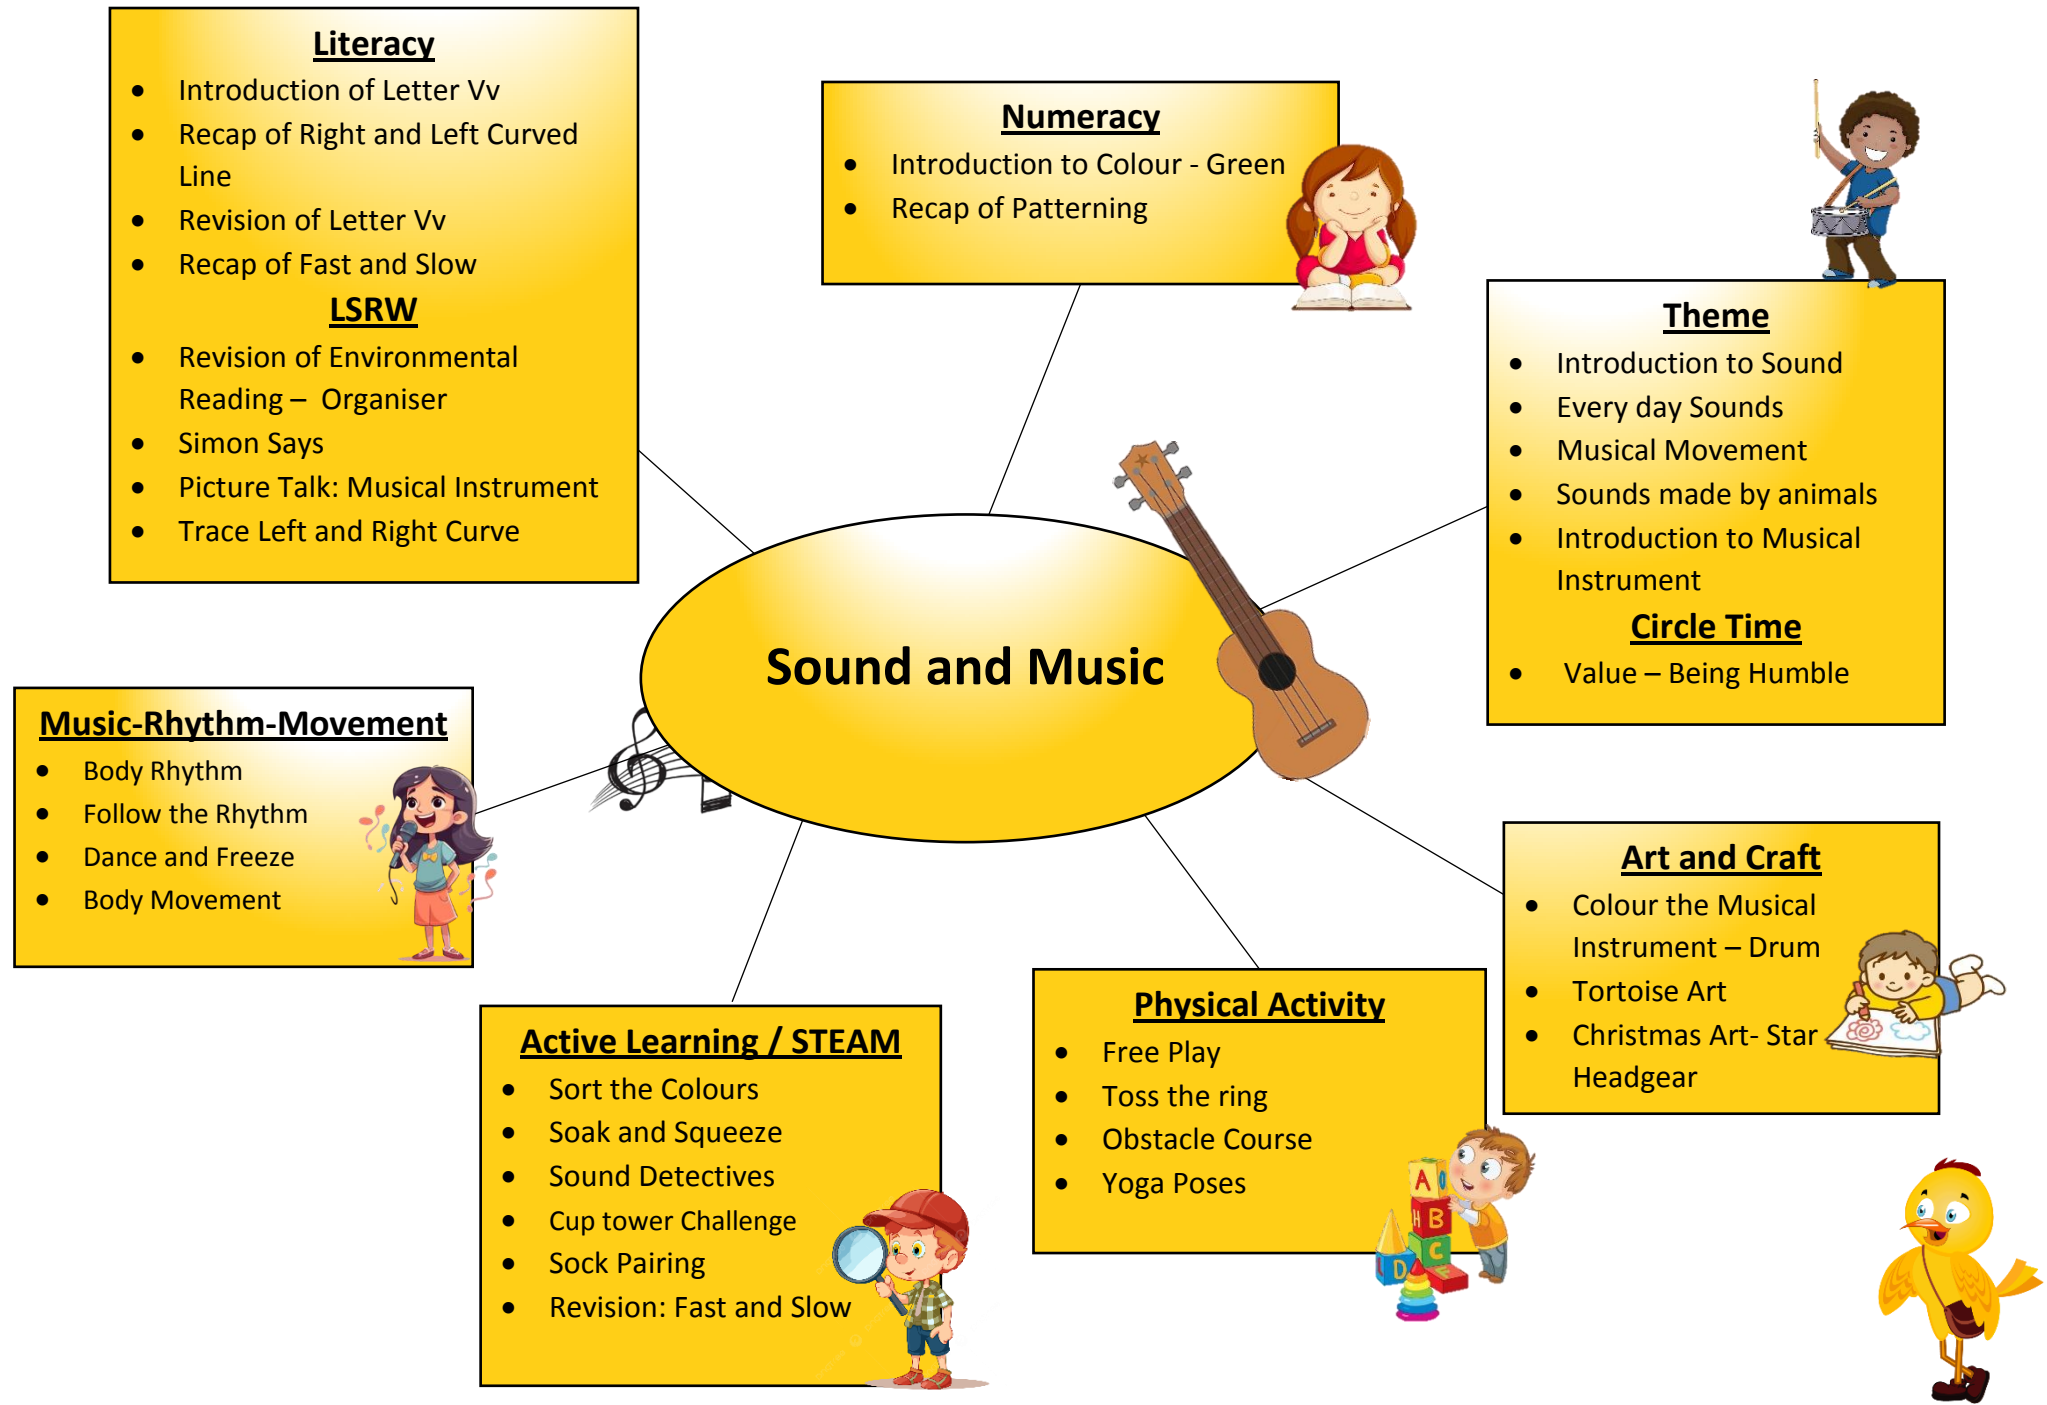 Literacy
• Introduction of Letter Vv
• Recap of Right and Left Curved
Line
• Revision of Letter Vv
• Recap of Fast and Slow
LSRW
• Revision of Environmental
Reading – Organiser
• Simon Says
• Picture Talk: Musical Instrument
• Trace Left and Right Curve
Numeracy
• Introduction to Colour - Green
• Recap of Patterning
Theme
• Introduction to Sound
• Every day Sounds
• Musical Movement
• Sounds made by animals
• Introduction to Musical
Instrument
Circle Time
• Value – Being Humble
Sound and Music
Music-Rhythm-Movement
• Body Rhythm
• Follow the Rhythm
• Dance and Freeze
• Body Movement
Active Learning / STEAM
• Sort the Colours
• Soak and Squeeze
• Sound Detectives
• Cup tower Challenge
• Sock Pairing
• Revision: Fast and Slow
Physical Activity
• Free Play
• Toss the ring
• Obstacle Course
• Yoga Poses
A
H B
C
D F
Art and Craft
• Colour the Musical
Instrument – Drum
• Tortoise Art
• Christmas Art- Star
Headgear